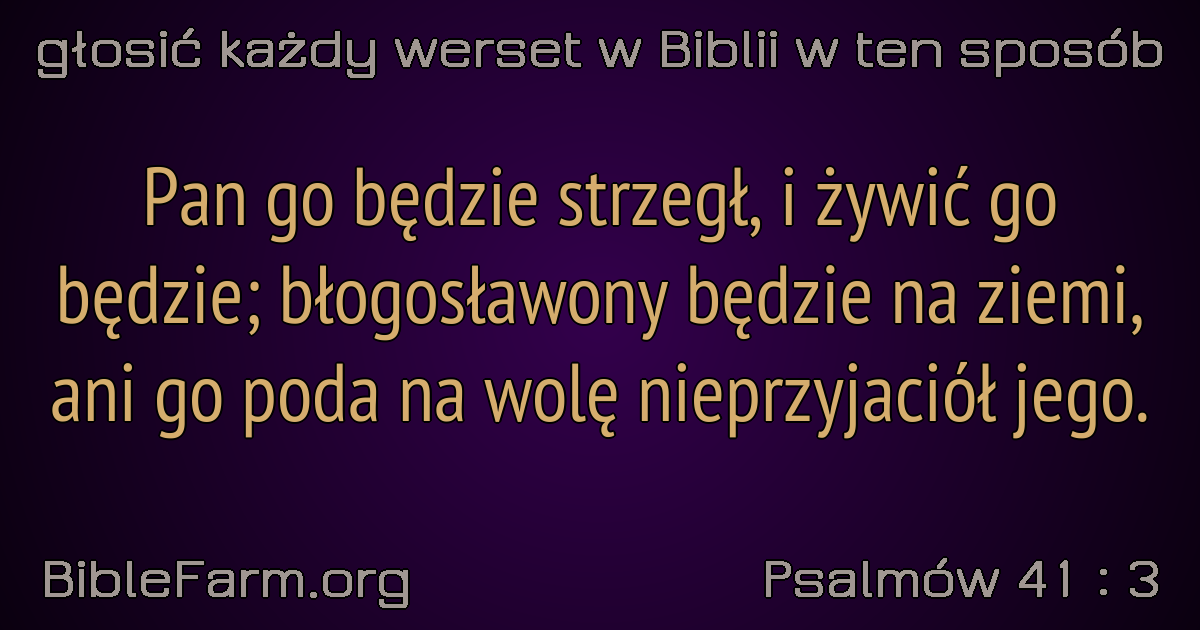 głosić każdy werset w Biblii w ten sposób
Pan go będzie strzegł, i żywić go
będzie; błogosławony będzie na ziemi,
ani go poda na wolę nieprzyjaciół jego.
BibleFarm.org
Psalmów 41 : 3